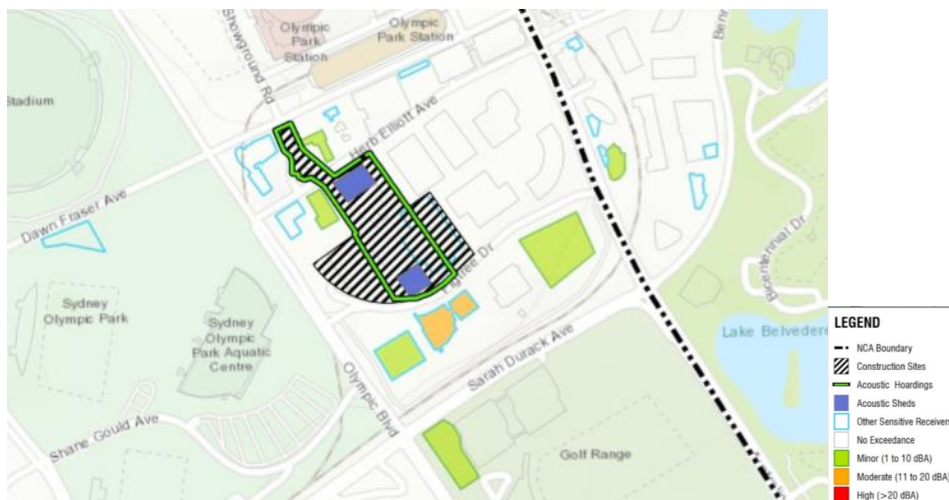 Olympic
Park
Station
Olympic
Park Station
Showground Rd
Stadium
Herb Elliott Ave
Dawn Fraser Ave
Figtree Dr
Bicentennial Dr
Sydney
Olympic Park
Sydney
Olympic
Park Aquatic
Centre
Sarah Durack Ave
Lake Belvedere
Olympic Blvd
Shane Gould Ave
Golf Range
LEGEND
NCA Boundary
Construction Sites
Acoustic Hoardings
Acoustic Sheds
Other Sensitive Receivers
No Exceedance
Minor (1 to 10 dBA)
Moderate (11 to 20 dBA)
High (>20 dBA)